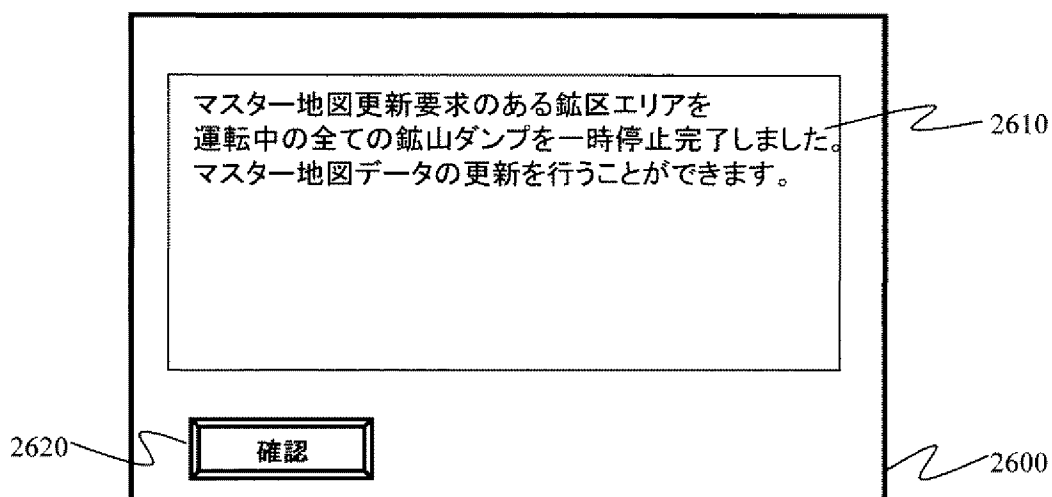 マスター地図更新要求のある鉱区エリアを
運転中の全ての鉱山ダンプを一時停止完了しました。
マスター地図データの更新を行うことができます。
2610
2620
確認
2600